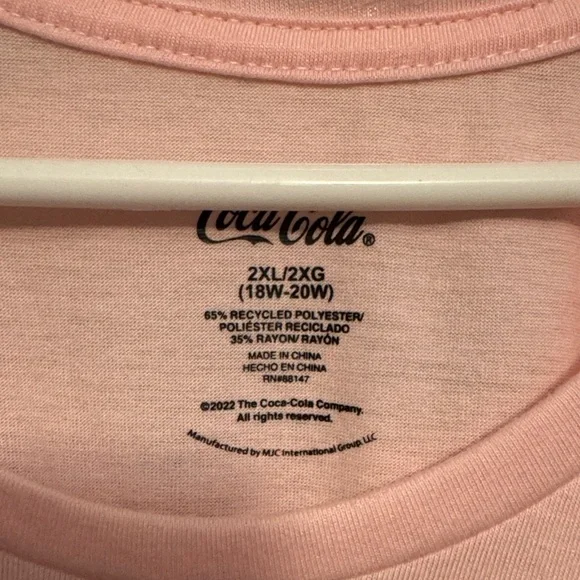 Coca-Cola®
2XL/2XG
(18W-20W)
65% RECYCLED POLYESTER/
POLIÉSTER RECICLADO
35% RAYON/RAYÓN
MADE IN CHINA
HECHO EN CHINA
RN#88147
©2022 The Coca-Cola Company.
All rights reserved.
Manufactured by MJC International Group, LLC